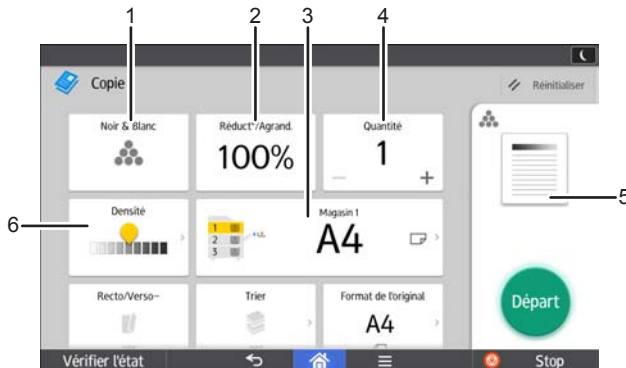 1 2 3 4
Copie
Réinitialiser
Noir & Blanc
Réduct°/Agrand.
Quantité
100%
1
5
6
Densité
Magasin 1
1
2
3
A4
Recto/Verso
Trier
Format de l'original
A4
Départ
Vérifier l'état
Stop